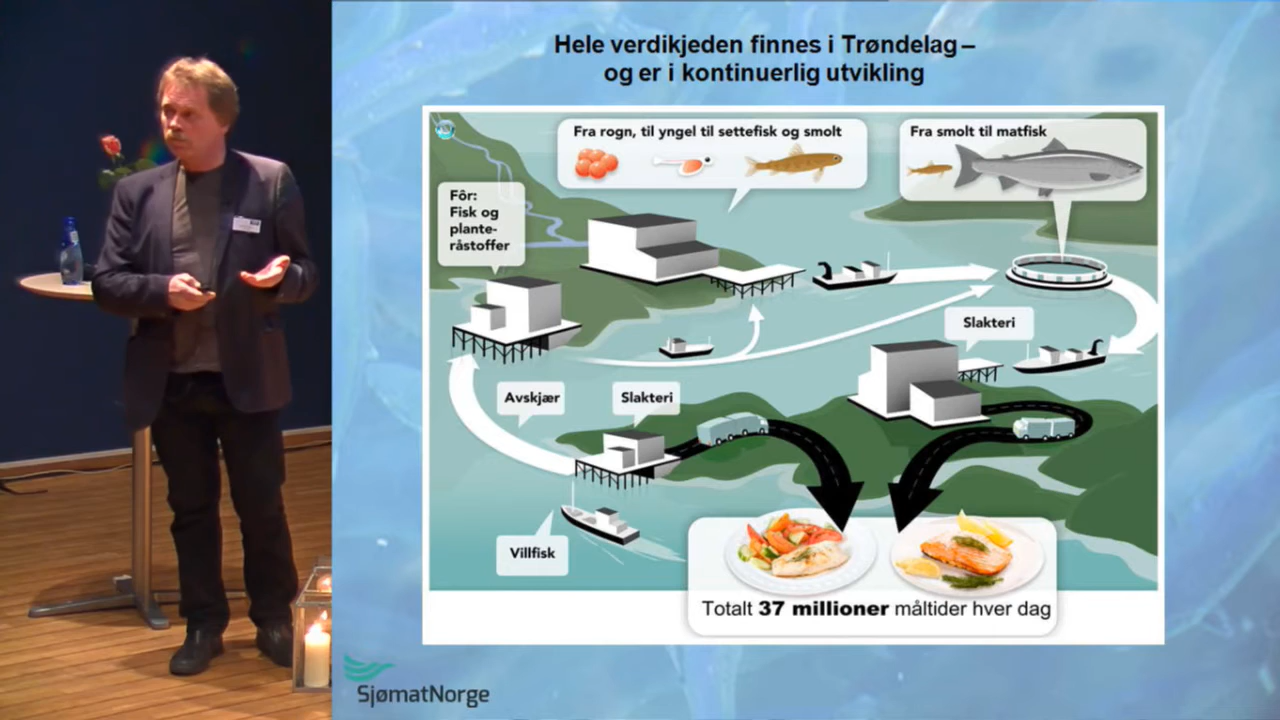 Hele verdikjeden finnes i Trøndelag –
og er i kontinuerlig utvikling
Fra rogn, til yngel til settefisk og smolt
Fra smolt til matfisk
Fôr:
Fisk og
plante-
råstoffer
Slakteri
Avskjær
Slakteri
Villfisk
Totalt 37 millioner måltider hver dag
SjømatNorge